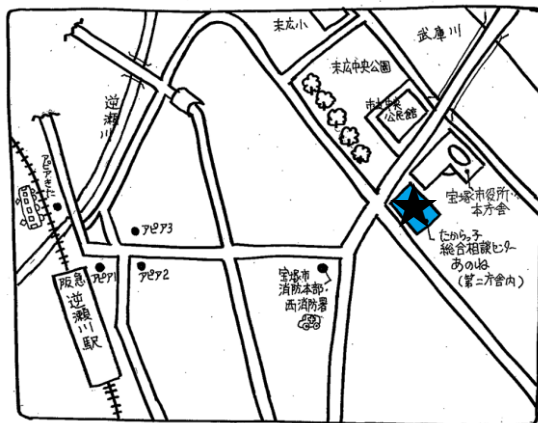 末広小
武庫川
末広中央公園
市立中央
公民館
逆瀬川
アピアきた
宝塚市役所
本庁舎
たからっ子
総合相談センター
あのね
(第二庁舎内)
アピア3
アピア1
アピア2
宝塚市
消防本部・
西消防署
阪急
逆瀬川駅